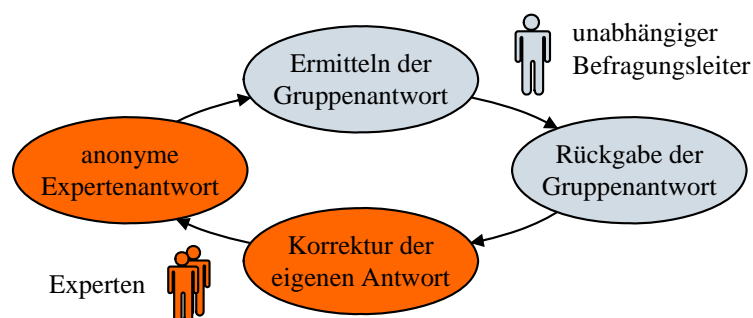 unabhängiger
Befragungsleiter
Ermitteln der
Gruppenantwort
anonyme
Expertenantwort
Rückgabe der
Gruppenantwort
Korrektur der
eigenen Antwort
Experten